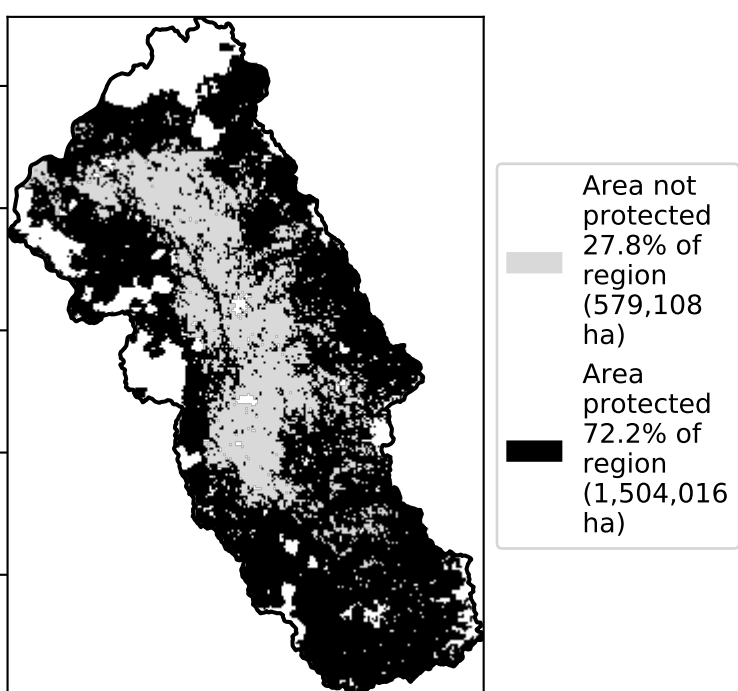 Area not
protected
27.8% of
region
(579,108
ha)
Area
protected
72.2% of
region
(1,504,016
ha)